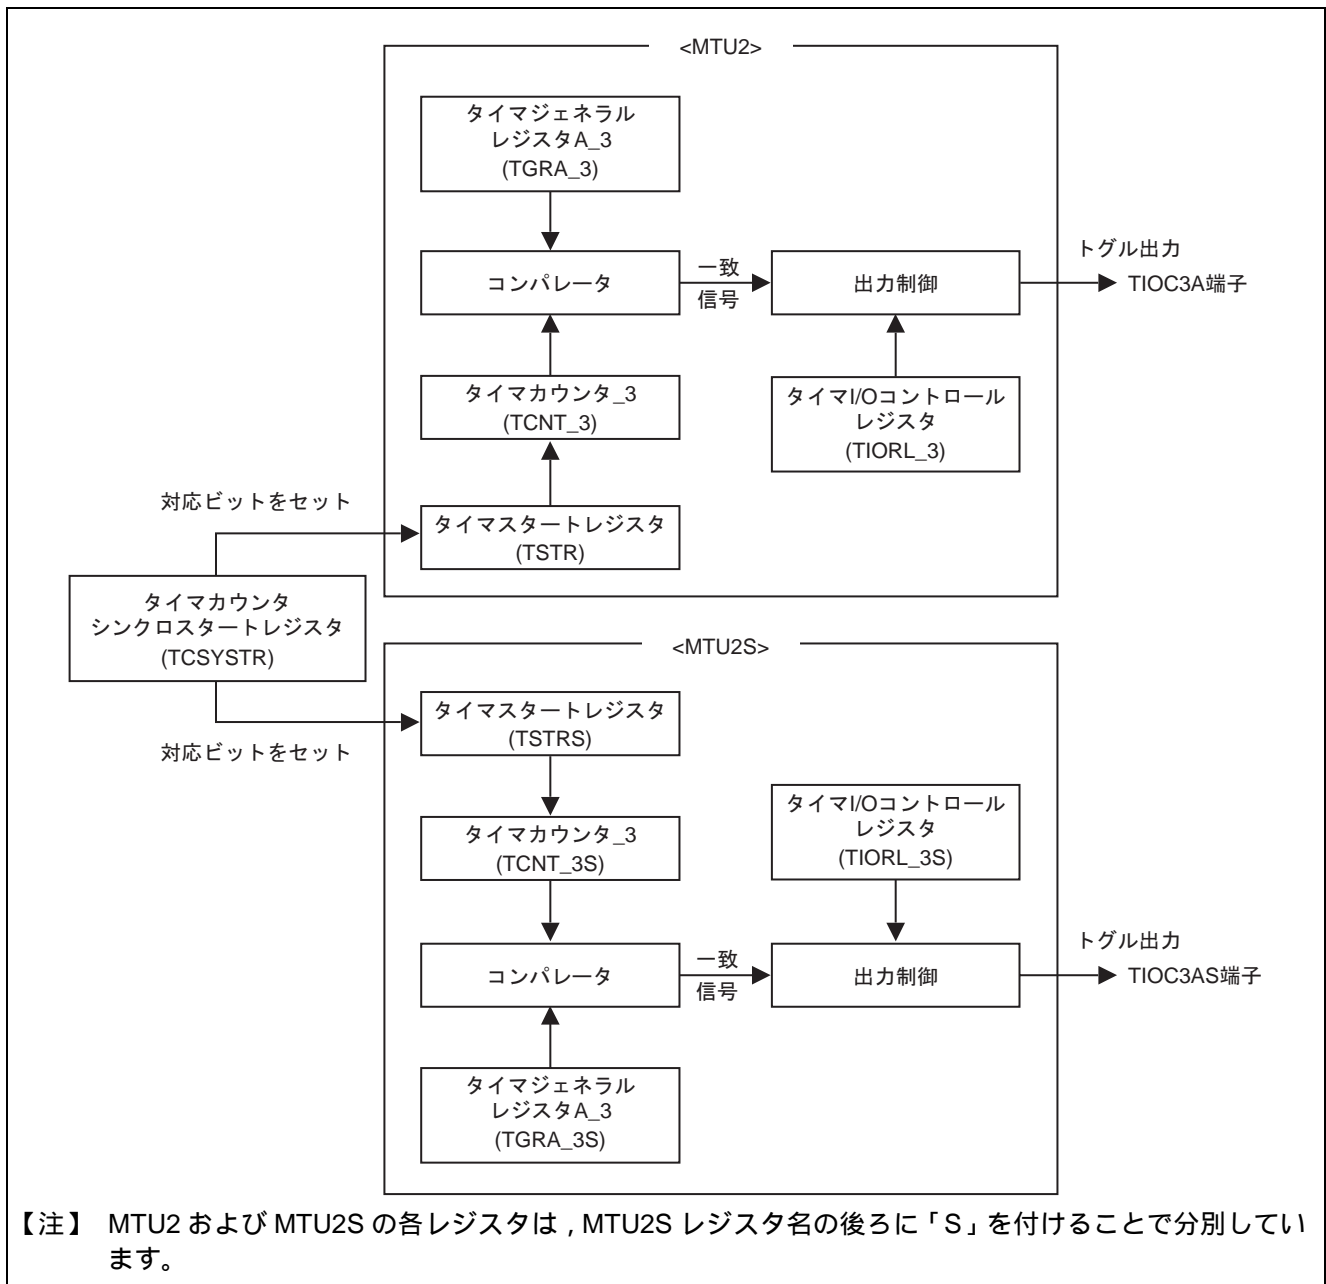 <MTU2>
タイマジェネラル
レジスタA_3
(TGRA_3)
コンパレータ
一致
信号
出力制御
トグル出力
TIOC3A端子
タイマカウンタ_3
(TCNT_3)
タイマI/Oコントロール
レジスタ
(TIORL_3)
対応ビットをセット
タイマスタートレジスタ
(TSTR)
タイマカウンタ
シンクロスタートレジスタ
(TCSYSTR)
<MTU2S>
タイマスタートレジスタ
(TSTRS)
対応ビットをセット
タイマカウンタ_3
(TCNT_3S)
タイマI/Oコントロール
レジスタ
(TIORL_3S)
コンパレータ
一致
信号
出力制御
トグル出力
TIOC3AS端子
タイマジェネラル
レジスタA_3
(TGRA_3S)
【注】 MTU2 および MTU2S の各レジスタは , MTU2S レジスタ名の後ろに「S」を付けることで分別してい
ます。